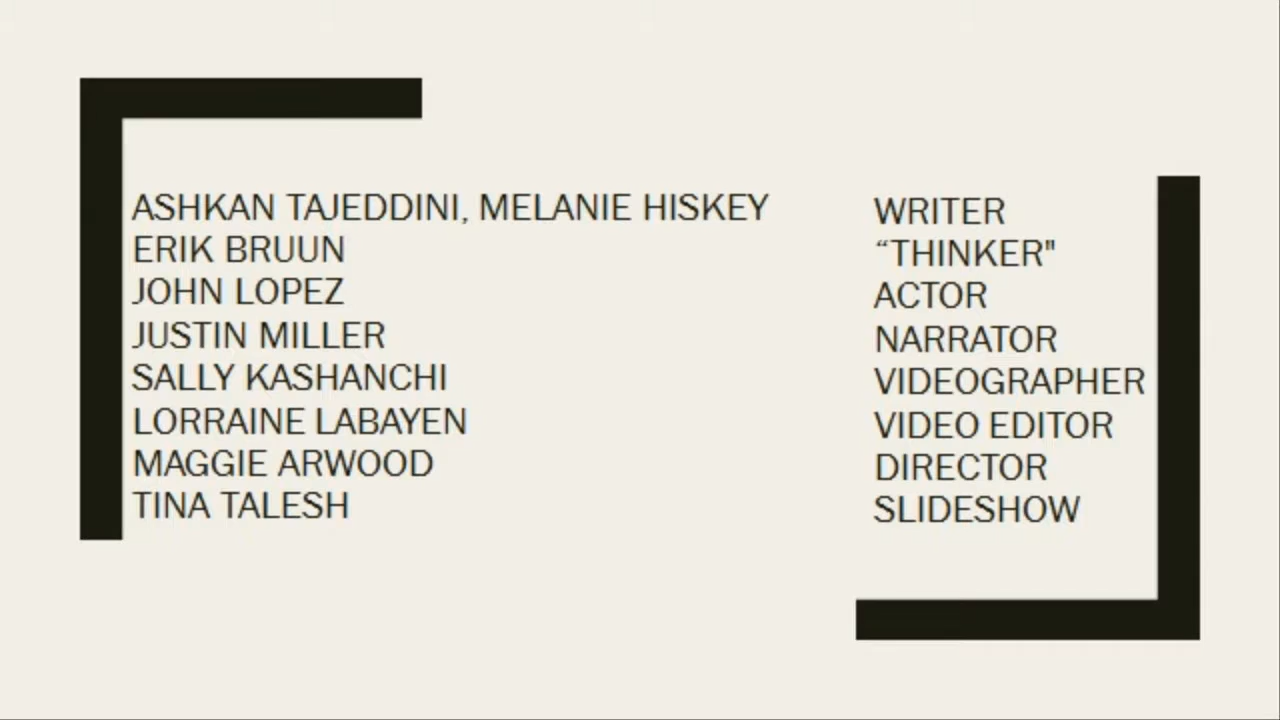 ASHKAN TAJEDDINI, MELANIE HISKEY WRITER
ERIK BRUUN “THINKER"
JOHN LOPEZ ACTOR
JUSTIN MILLER NARRATOR
SALLY KASHANCHI VIDEOGRAPHER
LORRAINE LABAYEN VIDEO EDITOR
MAGGIE ARWOOD DIRECTOR
TINA TALESH SLIDESHOW